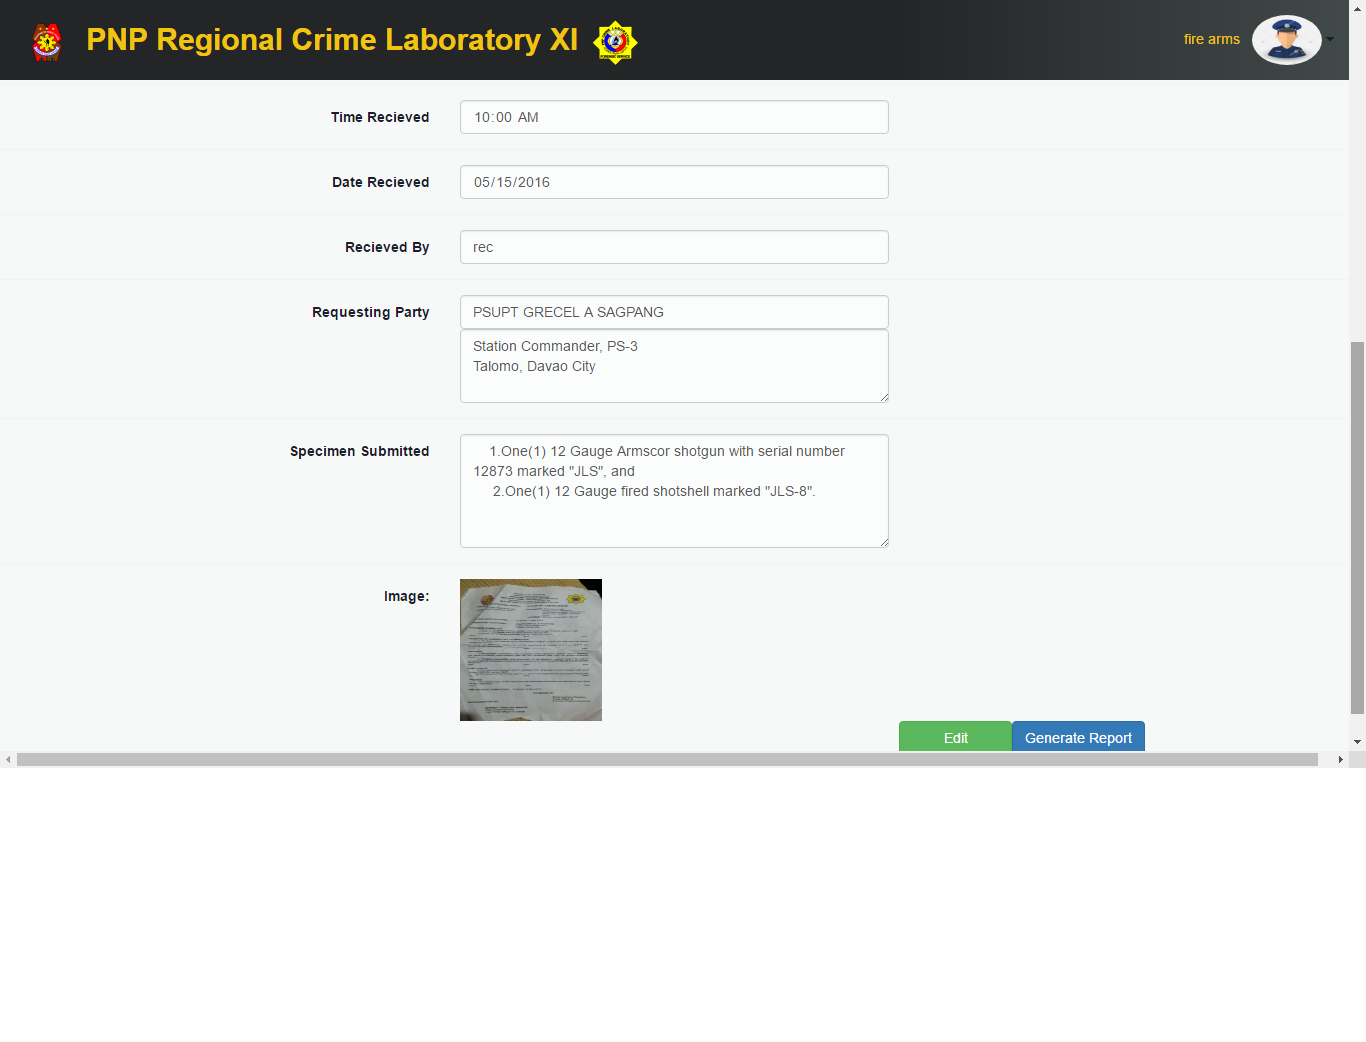 PNP Regional Crime Laboratory XI
fire arms
Time Recieved
10:00 AM
Date Recieved
05/15/2016
Recieved By
rec
Requesting Party
PSUPT GRECEL A SAGPANG
Station Commander, PS-3
Talomo, Davao City
Specimen Submitted
1.One(1) 12 Gauge Armscor shotgun with serial number
12873 marked "JLS", and
2.One(1) 12 Gauge fired shotshell marked "JLS-8".
Image:
Edit
Generate Report